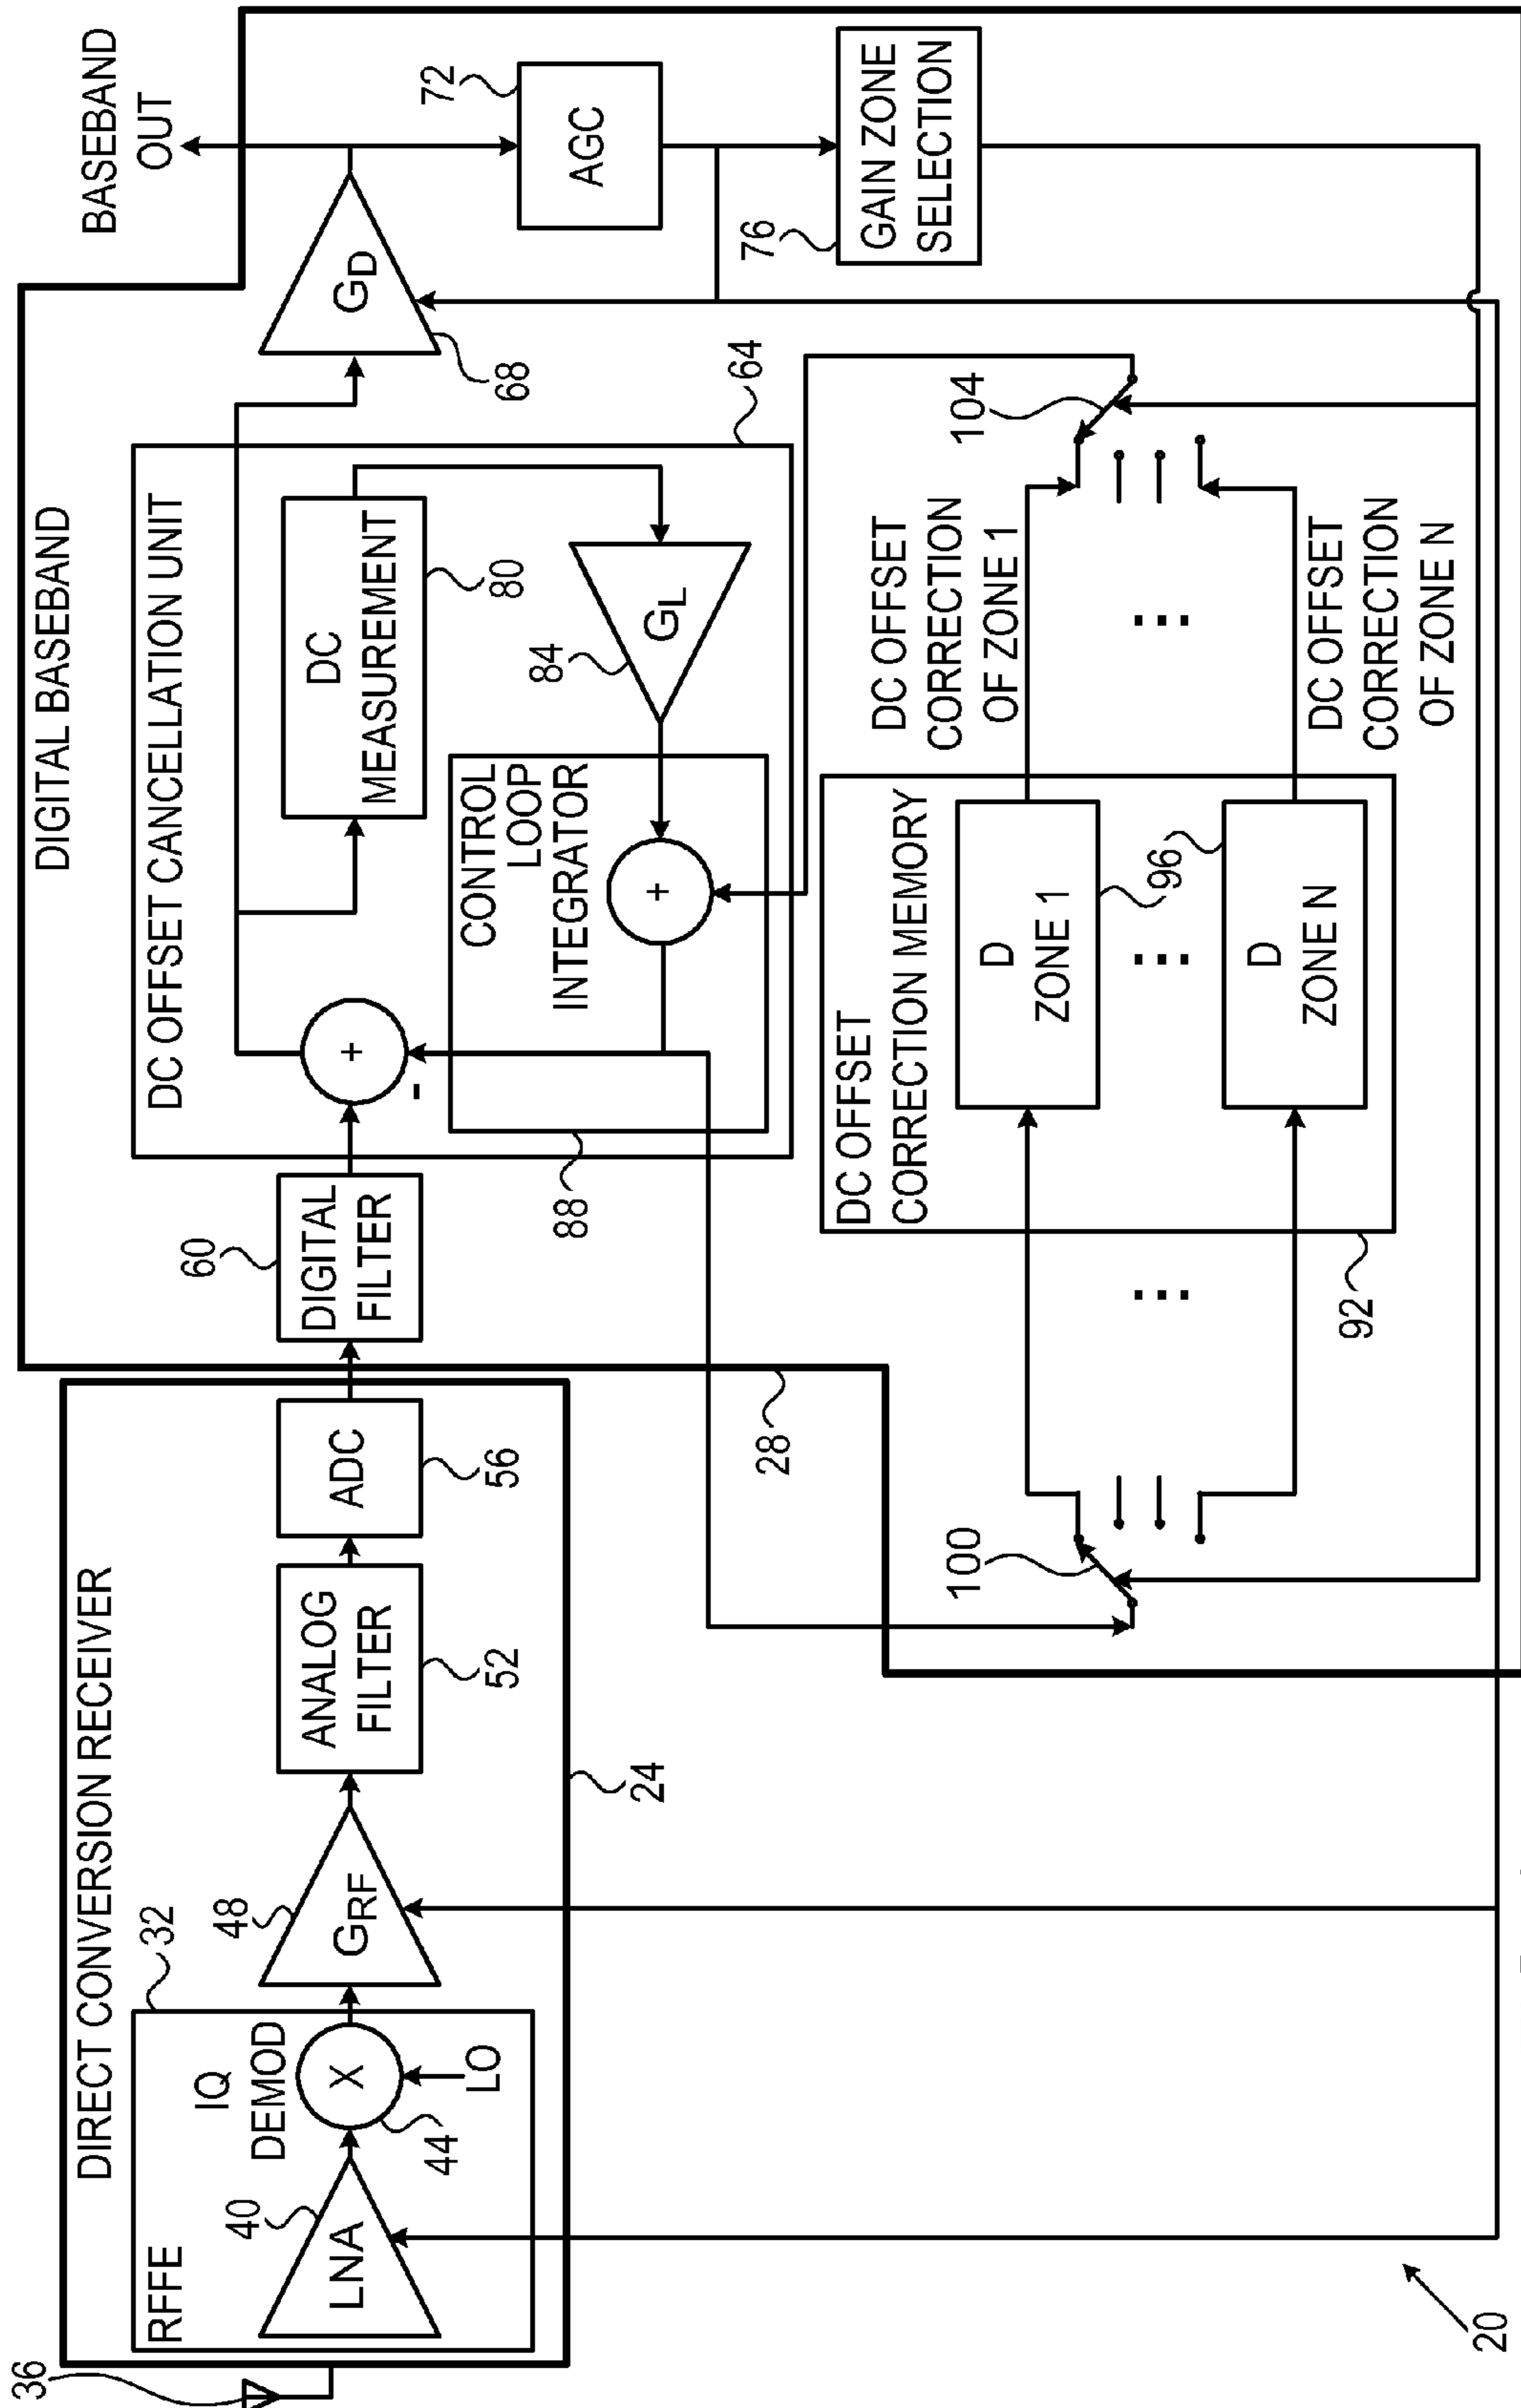 DIRECT CONVERSION RECEIVER
36
RFFE
LNA
40
IQ
DEMOD
X
44
LO
32
GRF
48
ANALOG
FILTER
52
ADC
56
24
DIGITAL BASEBAND
28
DIGITAL
FILTER
60
DC OFFSET CANCELLATION UNIT
64
+
-
DC
MEASUREMENT
80
GL
84
CONTROL
LOOP
INTEGRATOR
+
88
GD
68
BASEBAND
OUT
AGC
72
GAIN ZONE
SELECTION
76
100
...
DC OFFSET
CORRECTION MEMORY
D
ZONE 1
...
96
D
ZONE N
92
DC OFFSET
CORRECTION
OF ZONE 1
...
DC OFFSET
CORRECTION
OF ZONE N
104
20